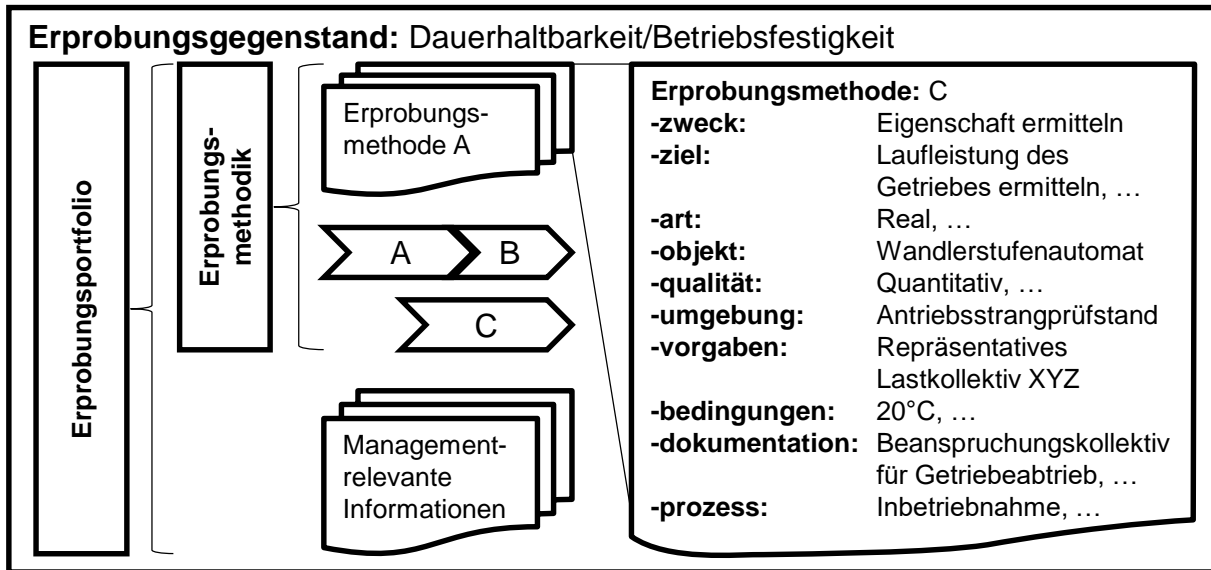 Erprobungsgegenstand: Dauerhaltbarkeit/Betriebsfestigkeit
Erprobungsportfolio
Erprobungs-
methodik
Erprobungs-
methode A
A
B
C
Management-
relevante
Informationen
Erprobungsmethode: C
-zweck: Eigenschaft ermitteln
-ziel: Laufleistung des
Getriebes ermitteln, …
-art: Real, …
-objekt: Wandlerstufenautomat
-qualität: Quantitativ, …
-umgebung: Antriebsstrangprüfstand
-vorgaben: Repräsentatives
Lastkollektiv XYZ
-bedingungen: 20°C, …
-dokumentation: Beanspruchungskollektiv
für Getriebeabtrieb, …
-prozess: Inbetriebnahme, …